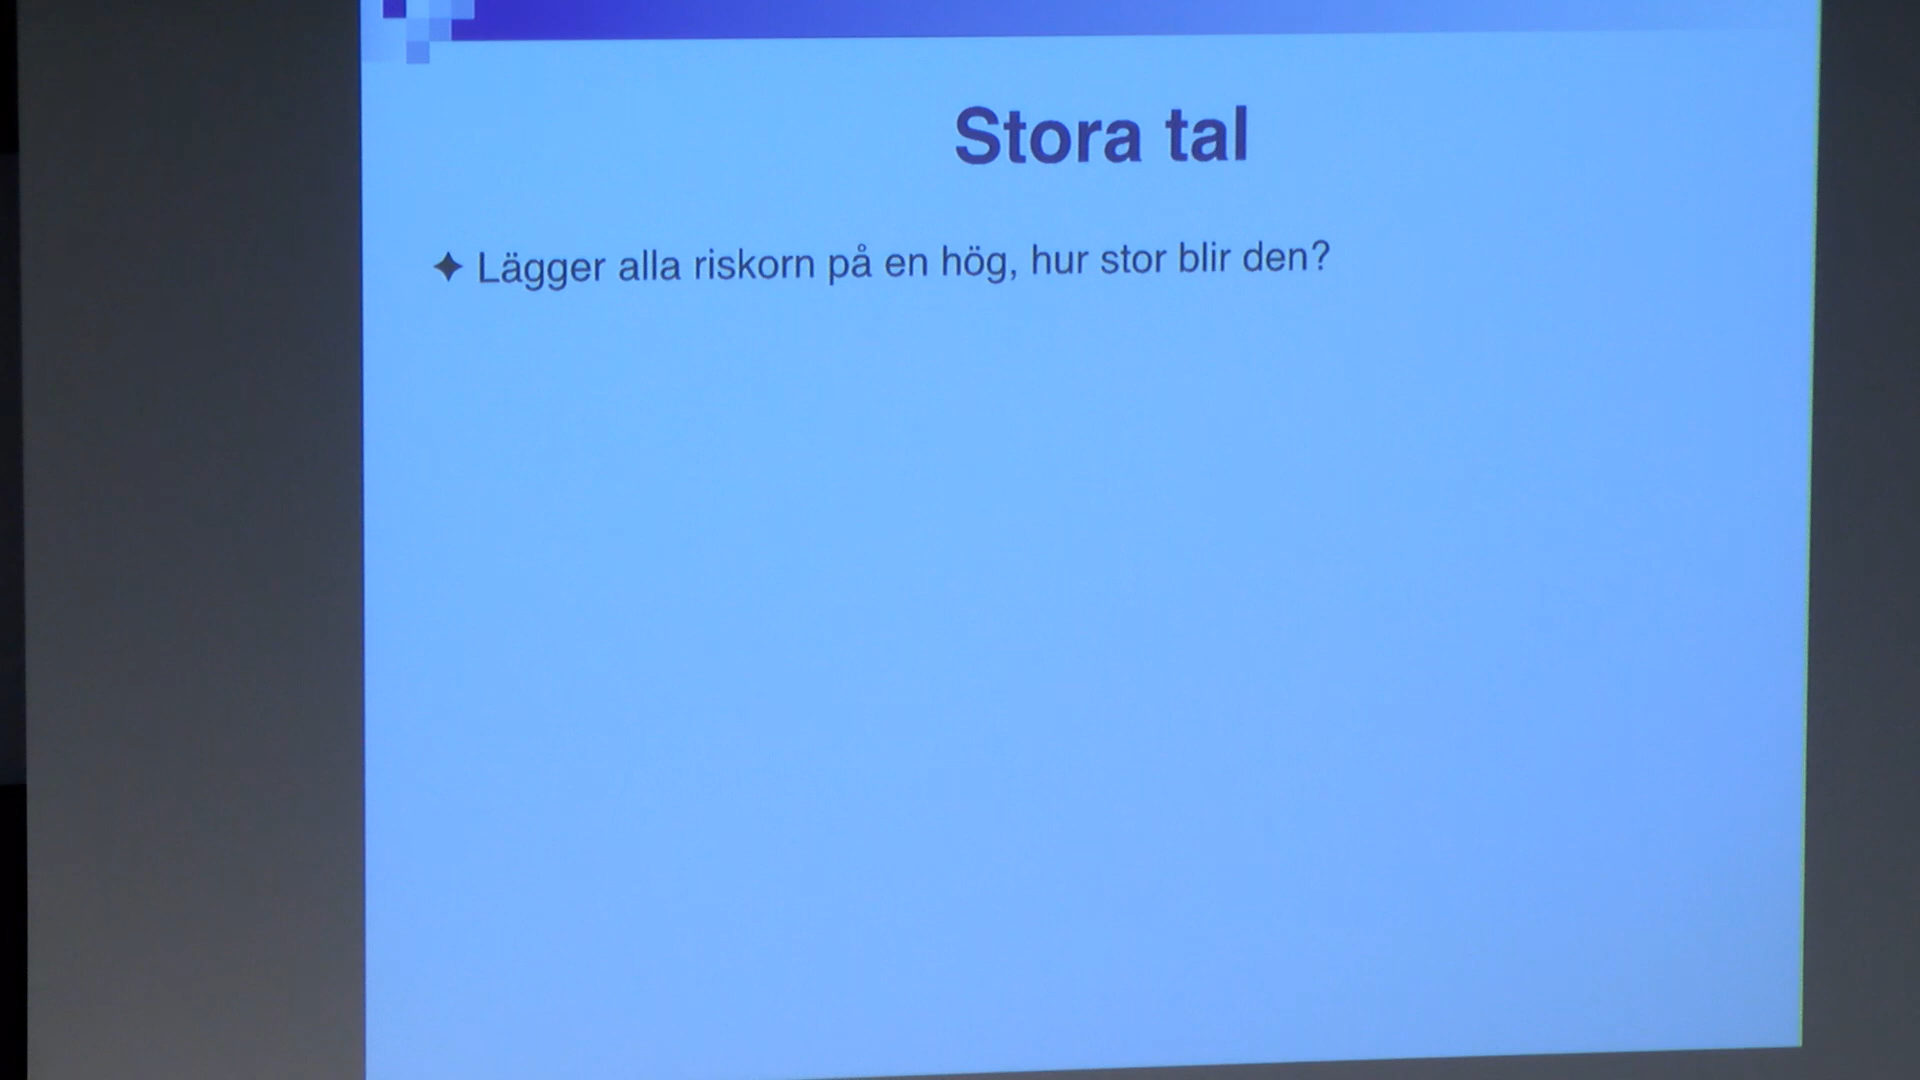 Stora tal
Lägger alla riskorn på en hög, hur stor blir den?